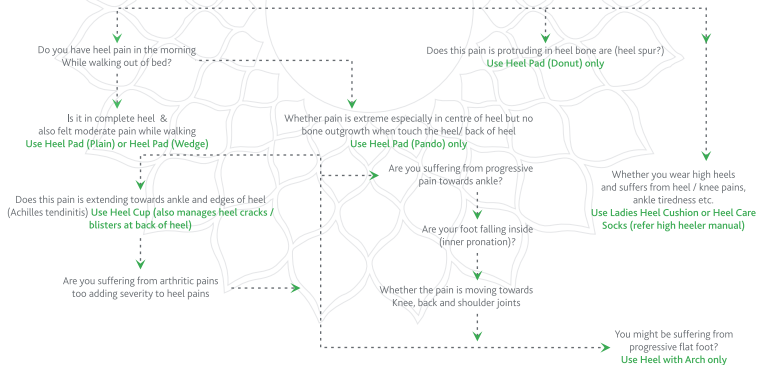 Do you have heel pain in the morning
While walking out of bed?
Does this pain is protruding in heel bone are (heel spur?)
Use Heel Pad (Donut) only
Is it in complete heel &
also felt moderate pain while walking
Use Heel Pad (Plain) or Heel Pad (Wedge)
Whether pain is extreme especially in centre of heel but no
bone outgrowth when touch the heel/ back of heel
Use Heel Pad (Pando) only
Are you suffering from progressive
pain towards ankle?
Whether you wear high heels
and suffers from heel / knee pains,
ankle tiredness etc.
Use Ladies Heel Cushion or Heel Care
Socks (refer high heeler manual)
Does this pain is extending towards ankle and edges of heel
(Achilles tendinitis) Use Heel Cup (also manages heel cracks /
blisters at back of heel)
Are your foot falling inside
(inner pronation)?
Are you suffering from arthritic pains
too adding severity to heel pains
Whether the pain is moving towards
Knee, back and shoulder joints
You might be suffering from
progressive flat foot?
Use Heel with Arch only